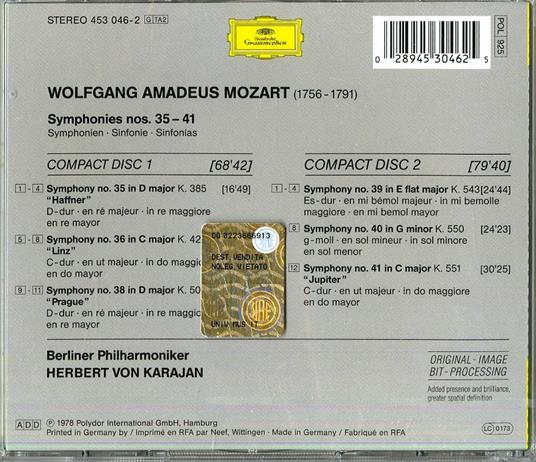 STEREO 453 046-2 G TA2
Deutsche
Grammophon
0 28945 30462 5
POL 925
WOLFGANG AMADEUS MOZART (1756-1791)
Symphonies nos. 35-41
Symphonien · Sinfonie · Sinfonías
COMPACT DISC 1 [68'42]
1-4 Symphony no. 35 in D major K. 385 [16'49]
"Haffner"
D-dur · en ré majeur · in re maggiore
en re mayor
5-8 Symphony no. 36 in C major K. 42
"Linz"
C-dur · en ut majeur · in do maggiore
en do mayor
9-11 Symphony no. 38 in D major K. 50
"Prague"
D-dur · en ré majeur · in re maggiore
en re mayor
COMPACT DISC 2 [79'40]
1-4 Symphony no. 39 in E flat major K. 543 [24'44]
Es-dur · en mi bémol majeur · in mi bemolle
maggiore · en mi bemol mayor
8 Symphony no. 40 in G minor K. 550 [24'23]
g-moll · en sol mineur · in sol minore
en sol menor
12 Symphony no. 41 in C major K. 551 [30'25]
"Jupiter"
C-dur · en ut majeur · in do maggiore
en do mayor
DD 0223666913
DEST.VENDITA
NOLEG.VIETATO
SIAE
UNIV MUS IT
Berliner Philharmoniker
HERBERT VON KARAJAN
ORIGINAL-IMAGE
BIT-PROCESSING
Added presence and brilliance,
greater spatial definition
ADD ℗ 1978 Polydor International GmbH, Hamburg
Printed in Germany by / Imprimé en RFA par Neef, Wittingen · Made in Germany / Fabriqué en RFA
LC 0173